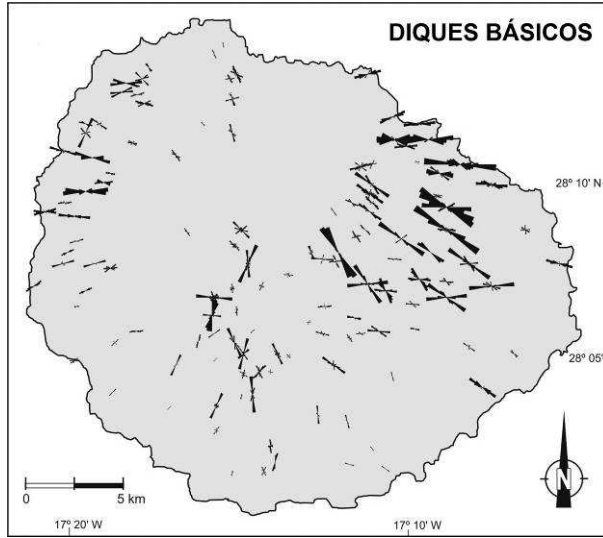 DIQUES BÁSICOS
28º 10' N
28º 05'
N
0 5 km
17º 20' W
17º 10' W